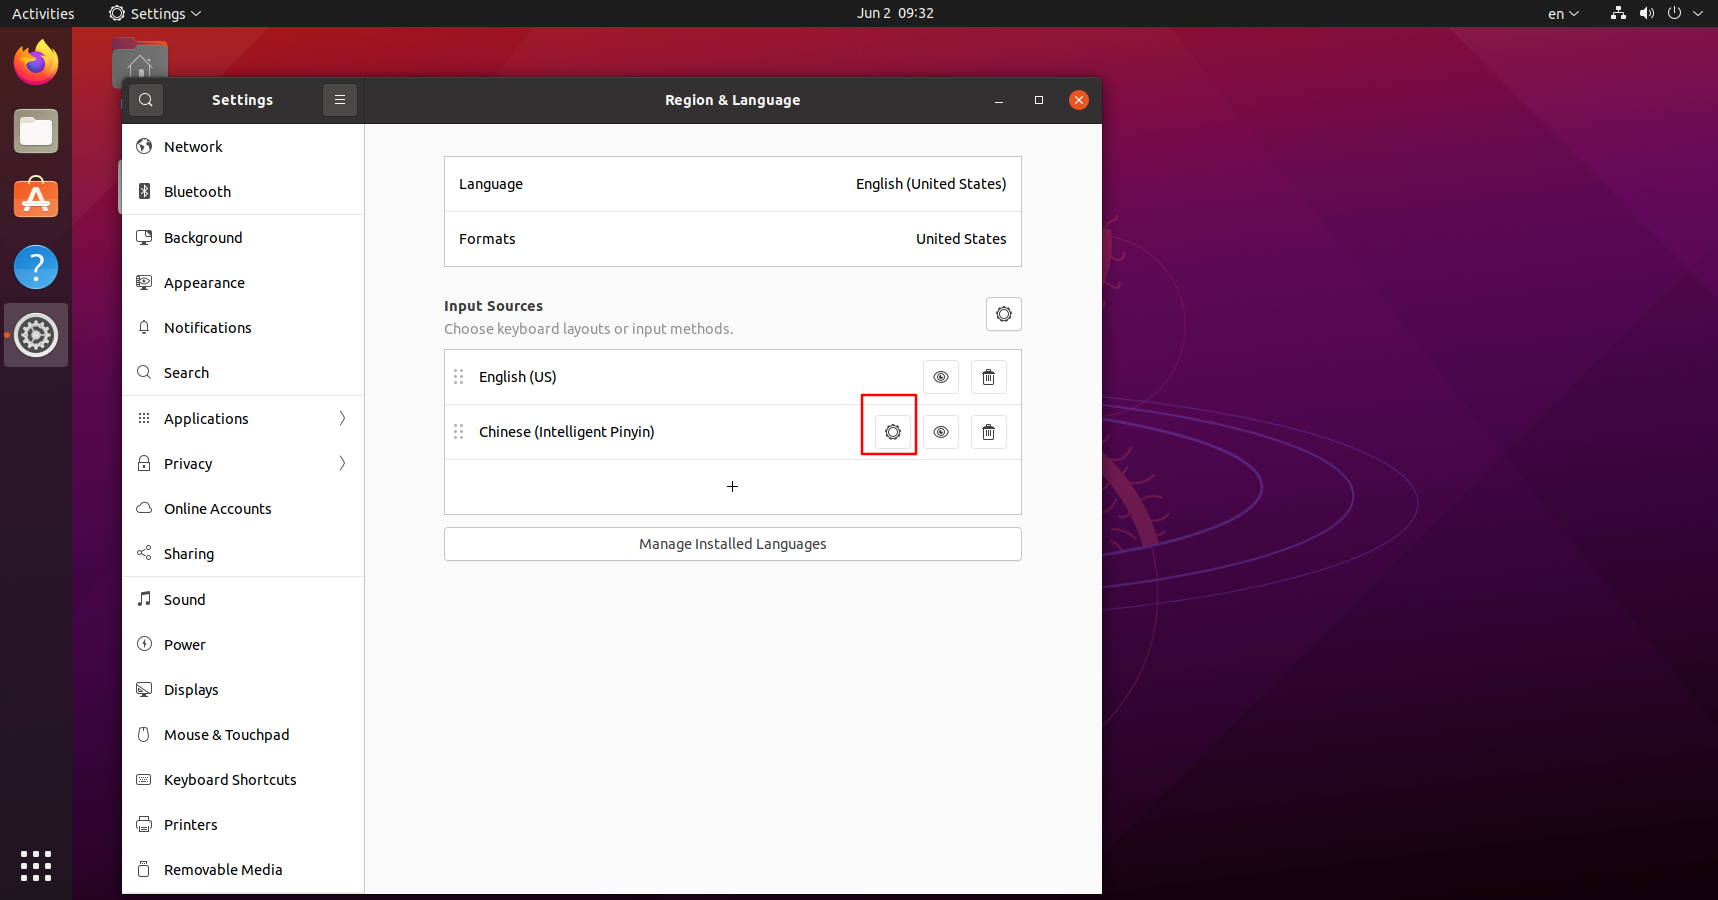 Activities
Settings
Jun 2 09:32
en
Settings
Region & Language
Network
Bluetooth
Background
Appearance
Notifications
Search
Applications
Privacy
Online Accounts
Sharing
Sound
Power
Displays
Mouse & Touchpad
Keyboard Shortcuts
Printers
Removable Media
Language English (United States)
Formats United States
Input Sources
Choose keyboard layouts or input methods.
English (US)
Chinese (Intelligent Pinyin)
Manage Installed Languages